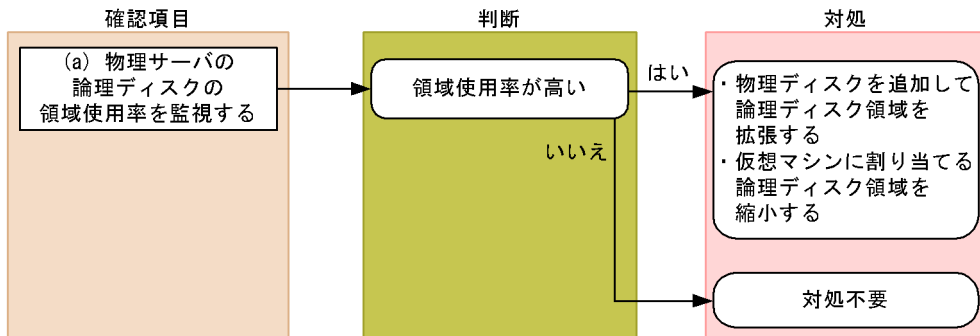 確認項目
判断
対処
(a) 物理サーバの
論理ディスクの
領域使用率を監視する
領域使用率が高い
はい
いいえ
・物理ディスクを追加して
論理ディスク領域を
拡張する
・仮想マシンに割り当てる
論理ディスク領域を
縮小する
対処不要